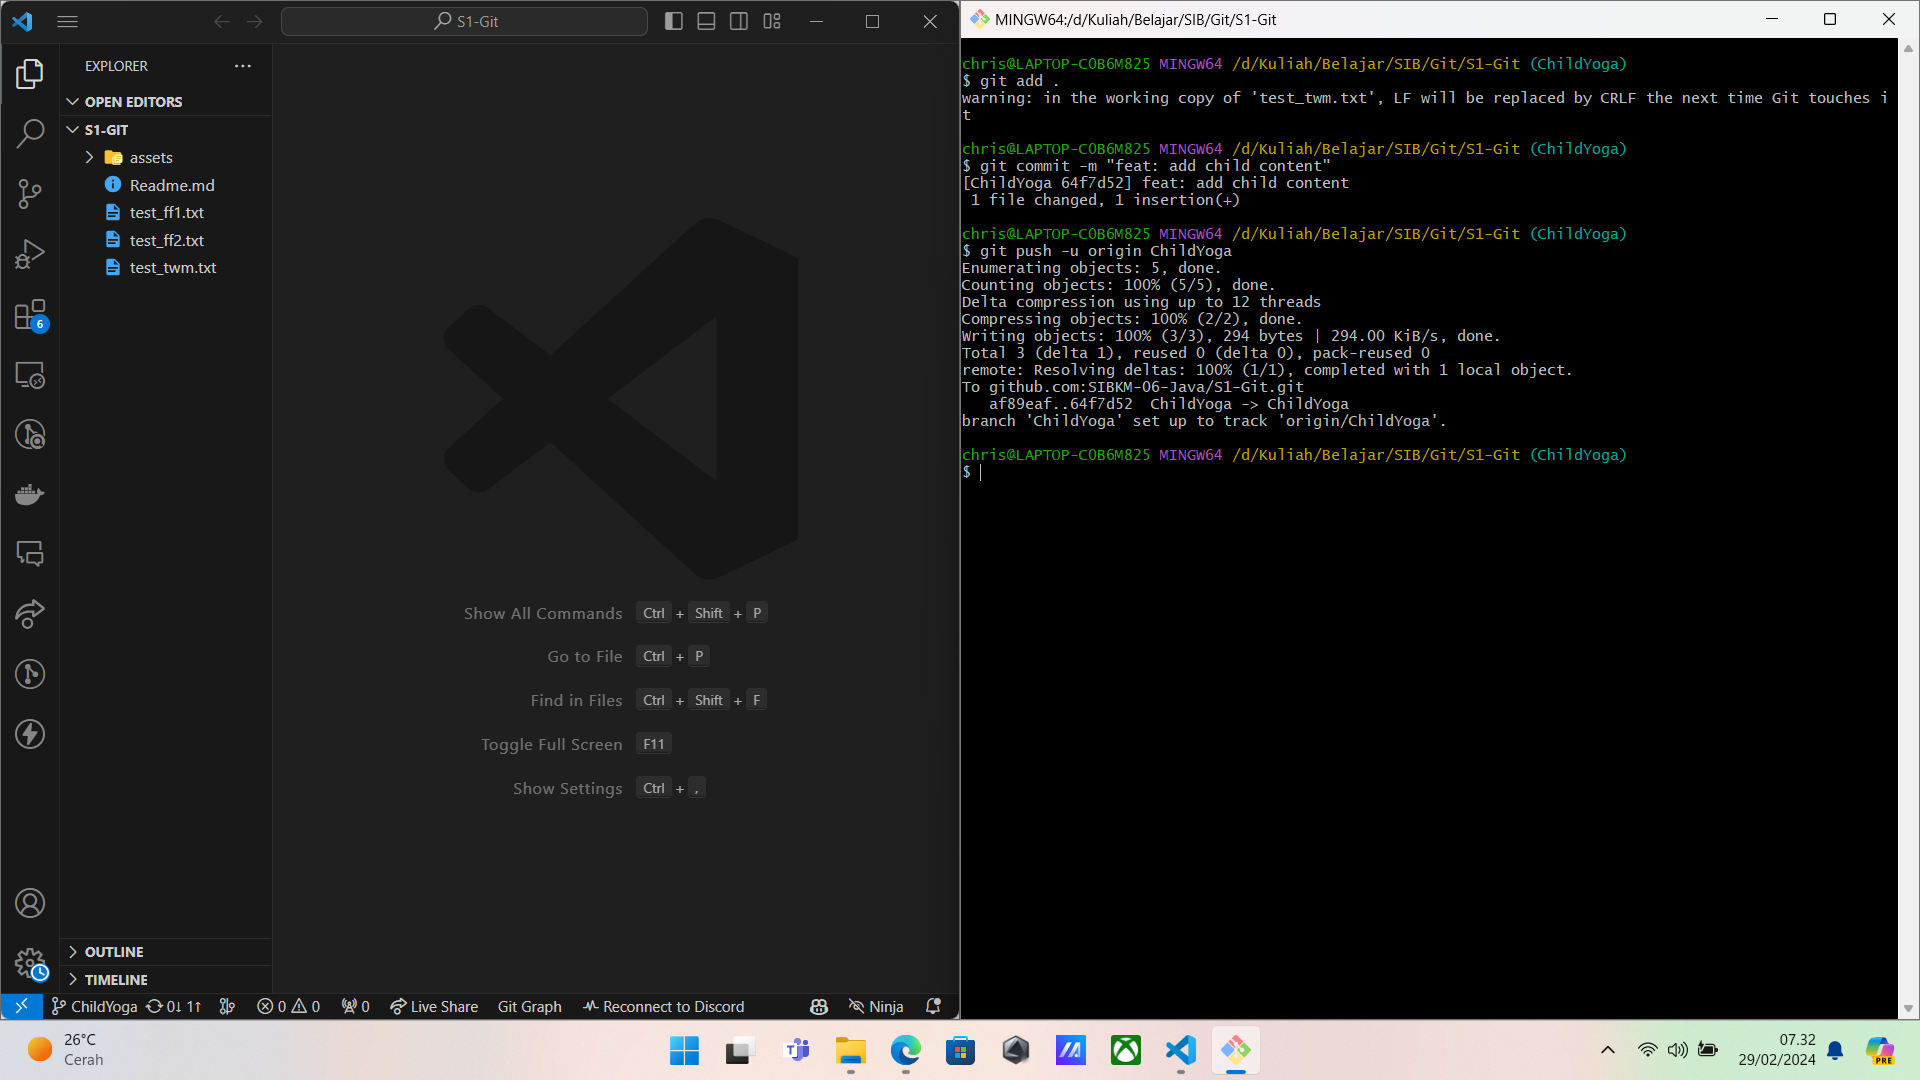 S1-Git
EXPLORER
OPEN EDITORS
S1-GIT
assets
Readme.md
test_ff1.txt
test_ff2.txt
test_twm.txt
6
Show All Commands Ctrl + Shift + P
Go to File Ctrl + P
Find in Files Ctrl + Shift + F
Toggle Full Screen F11
Show Settings Ctrl + ,
OUTLINE
TIMELINE
ChildYoga 0↓ 1↑ 0 0 0 Live Share Git Graph Reconnect to Discord Ninja
MINGW64:/d/Kuliah/Belajar/SIB/Git/S1-Git
chris@LAPTOP-COB6M825 MINGW64 /d/Kuliah/Belajar/SIB/Git/S1-Git (ChildYoga)
$ git add .
warning: in the working copy of 'test_twm.txt', LF will be replaced by CRLF the next time Git touches i
t
chris@LAPTOP-COB6M825 MINGW64 /d/Kuliah/Belajar/SIB/Git/S1-Git (ChildYoga)
$ git commit -m "feat: add child content"
[ChildYoga 64f7d52] feat: add child content
1 file changed, 1 insertion(+)
chris@LAPTOP-COB6M825 MINGW64 /d/Kuliah/Belajar/SIB/Git/S1-Git (ChildYoga)
$ git push -u origin ChildYoga
Enumerating objects: 5, done.
Counting objects: 100% (5/5), done.
Delta compression using up to 12 threads
Compressing objects: 100% (2/2), done.
Writing objects: 100% (3/3), 294 bytes | 294.00 KiB/s, done.
Total 3 (delta 1), reused 0 (delta 0), pack-reused 0
remote: Resolving deltas: 100% (1/1), completed with 1 local object.
To github.com:SIBKM-06-Java/S1-Git.git
af89eaf..64f7d52 ChildYoga -> ChildYoga
branch 'ChildYoga' set up to track 'origin/ChildYoga'.
chris@LAPTOP-COB6M825 MINGW64 /d/Kuliah/Belajar/SIB/Git/S1-Git (ChildYoga)
$
26°C
Cerah
07.32
29/02/2024
PRE